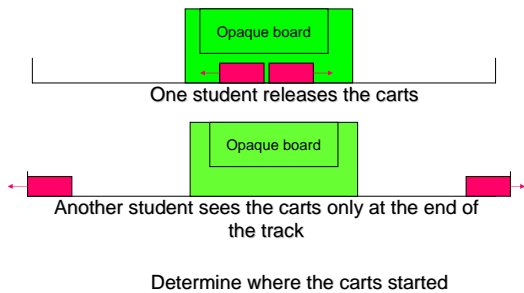 Opaque board
One student releases the carts
Opaque board
Another student sees the carts only at the end of
the track
Determine where the carts started